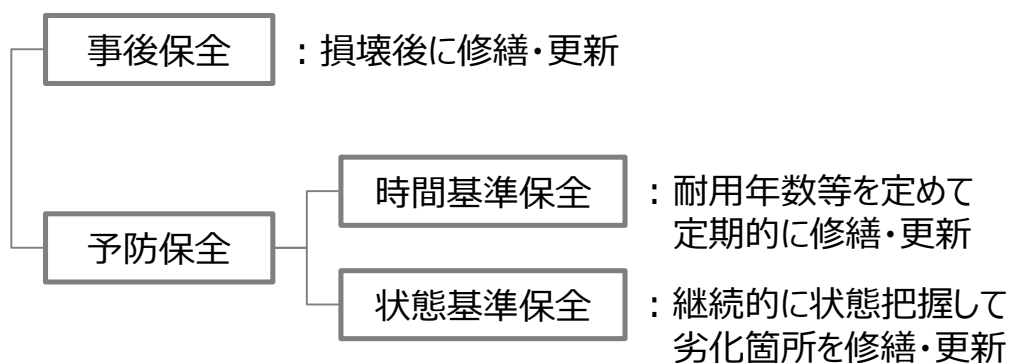 事後保全 ：損壊後に修繕・更新
時間基準保全 ：耐用年数等を定めて
定期的に修繕・更新
予防保全
状態基準保全 ：継続的に状態把握して
劣化箇所を修繕・更新